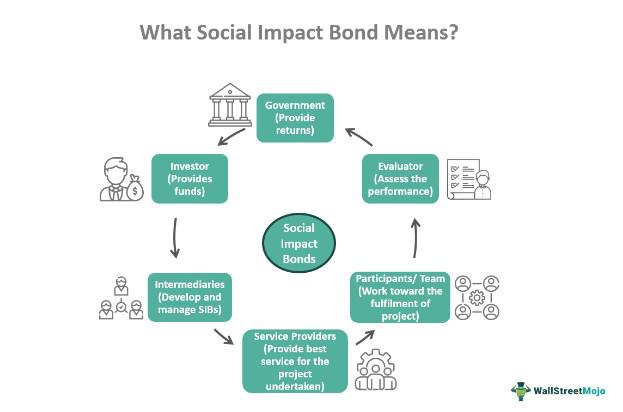 What Social Impact Bond Means?
Government
(Provide
returns)
Investor
(Provides
funds)
Evaluator
(Assess the
performance)
Social
Impact
Bonds
Intermediaries
(Develop and
manage SIBs)
Participants/ Team
(Work toward the
fulfilment of
project)
Service Providers
(Provide best
service for the
project
undertaken)
WallStreetMojo